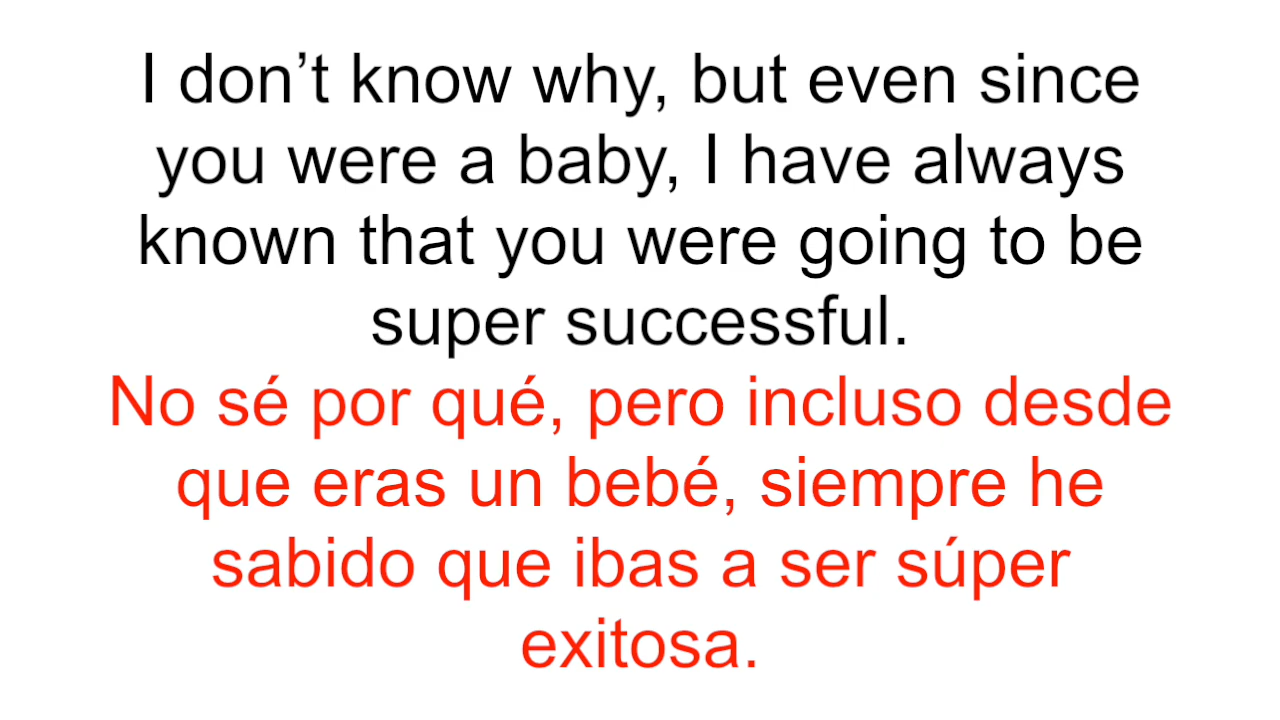 I don’t know why, but even since
you were a baby, I have always
known that you were going to be
super successful.
No sé por qué, pero incluso desde
que eras un bebé, siempre he
sabido que ibas a ser súper
exitosa.